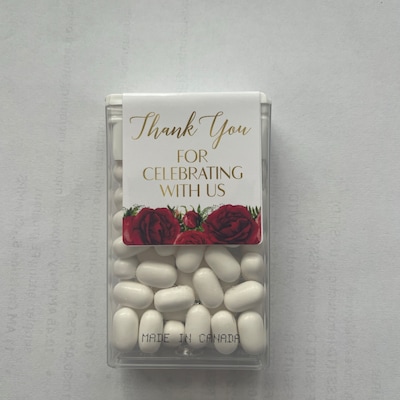 Thank You
FOR
CELEBRATING
WITH US
MADE IN CANADA